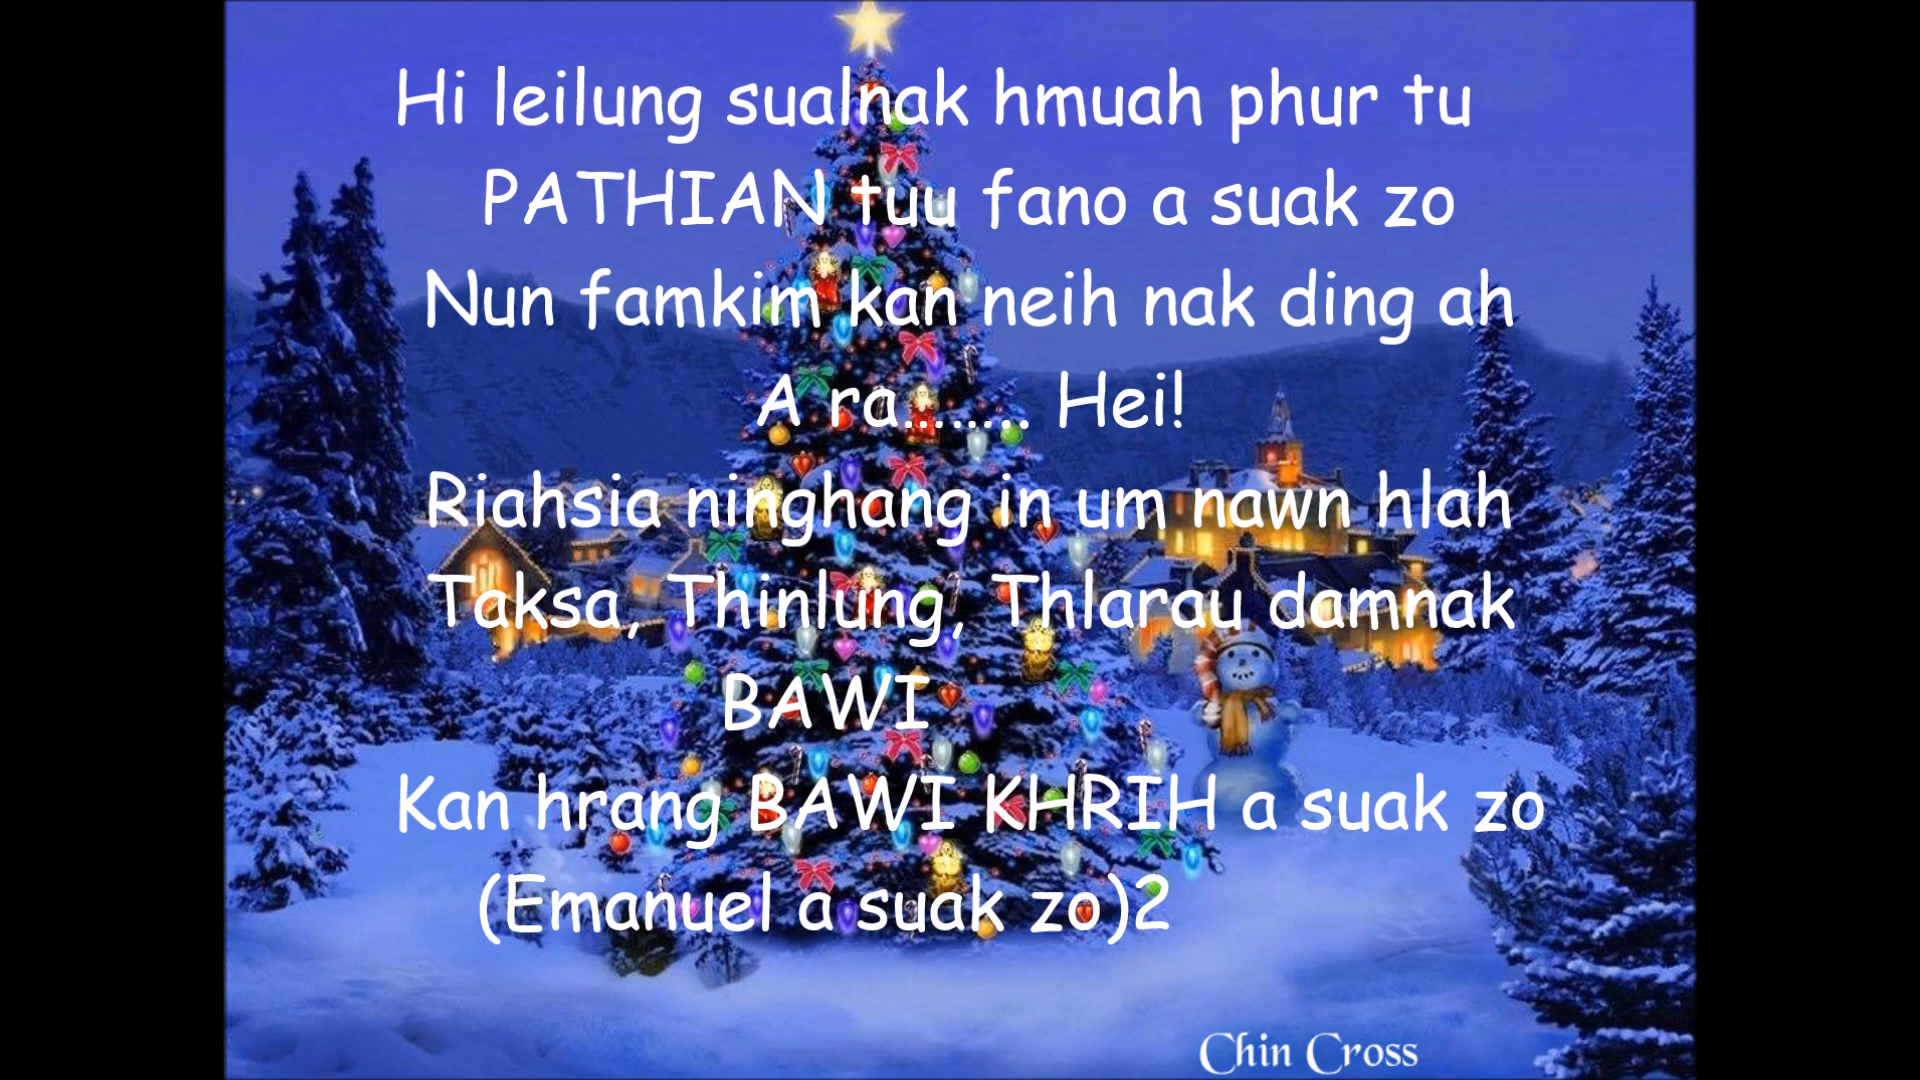 Hi leilung sualnak hmuah phur tu
PATHIAN tuu fano a suak zo
Nun famkim kan neih nak ding ah
A ra........ Hei!
Riahsia ninghang in um nawn hlah
Taksa, Thinlung, Thlarau damnak
BAWI
Kan hrang BAWI KHRIH a suak zo
(Emanuel a suak zo)2
Chin Cross